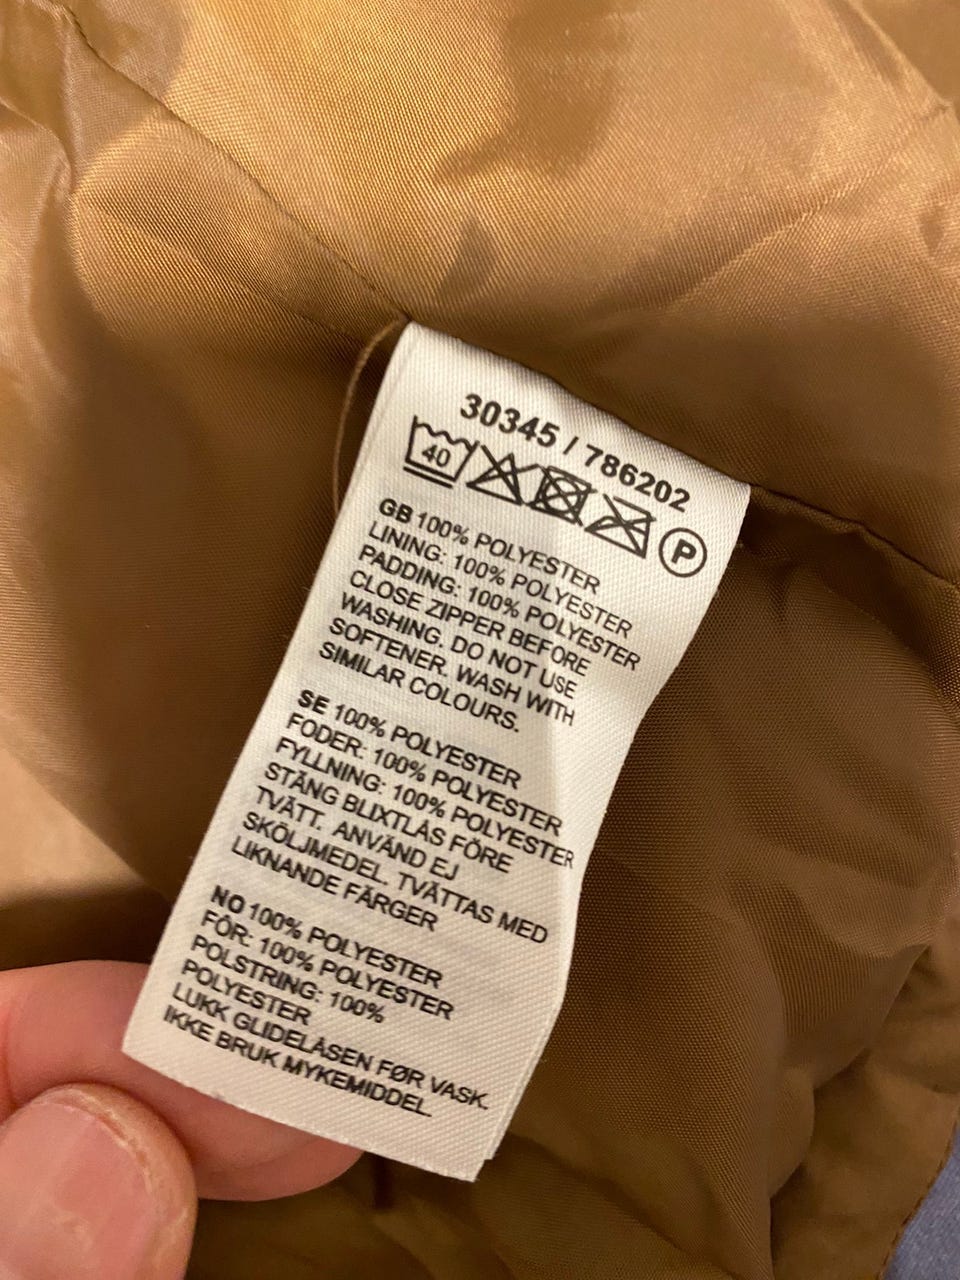 30345 / 786202
40 P
GB 100% POLYESTER
LINING: 100% POLYESTER
PADDING: 100% POLYESTER
CLOSE ZIPPER BEFORE
WASHING. DO NOT USE
SOFTENER. WASH WITH
SIMILAR COLOURS.
SE 100% POLYESTER
FODER: 100% POLYESTER
FYLLNING: 100% POLYESTER
STÄNG BLIXTLÅS FÖRE
TVÄTT. ANVÄND EJ
SKÖLJMEDEL. TVÄTTAS MED
LIKNANDE FÄRGER
NO 100% POLYESTER
FÔR: 100% POLYESTER
POLSTRING: 100%
POLYESTER
LUKK GLIDELÅSEN FØR VASK.
IKKE BRUK MYKEMIDDEL.